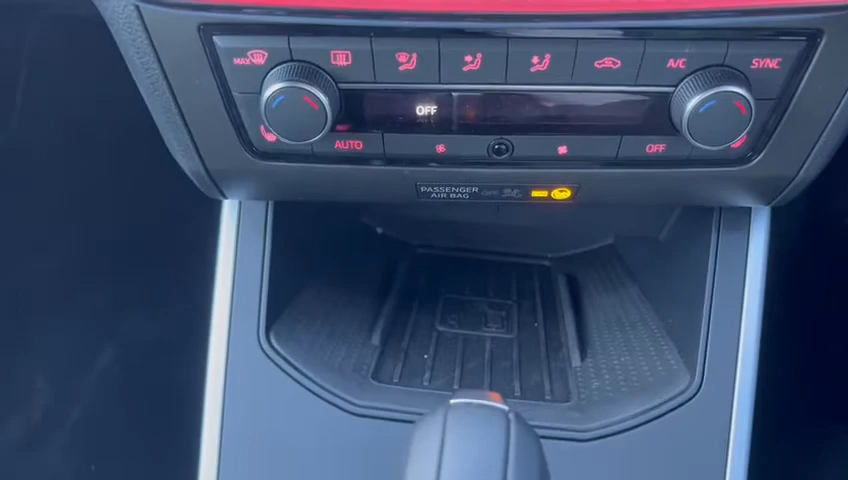 MAX
A/C
SYNC
OFF
AUTO
OFF
PASSENGER
AIR BAG